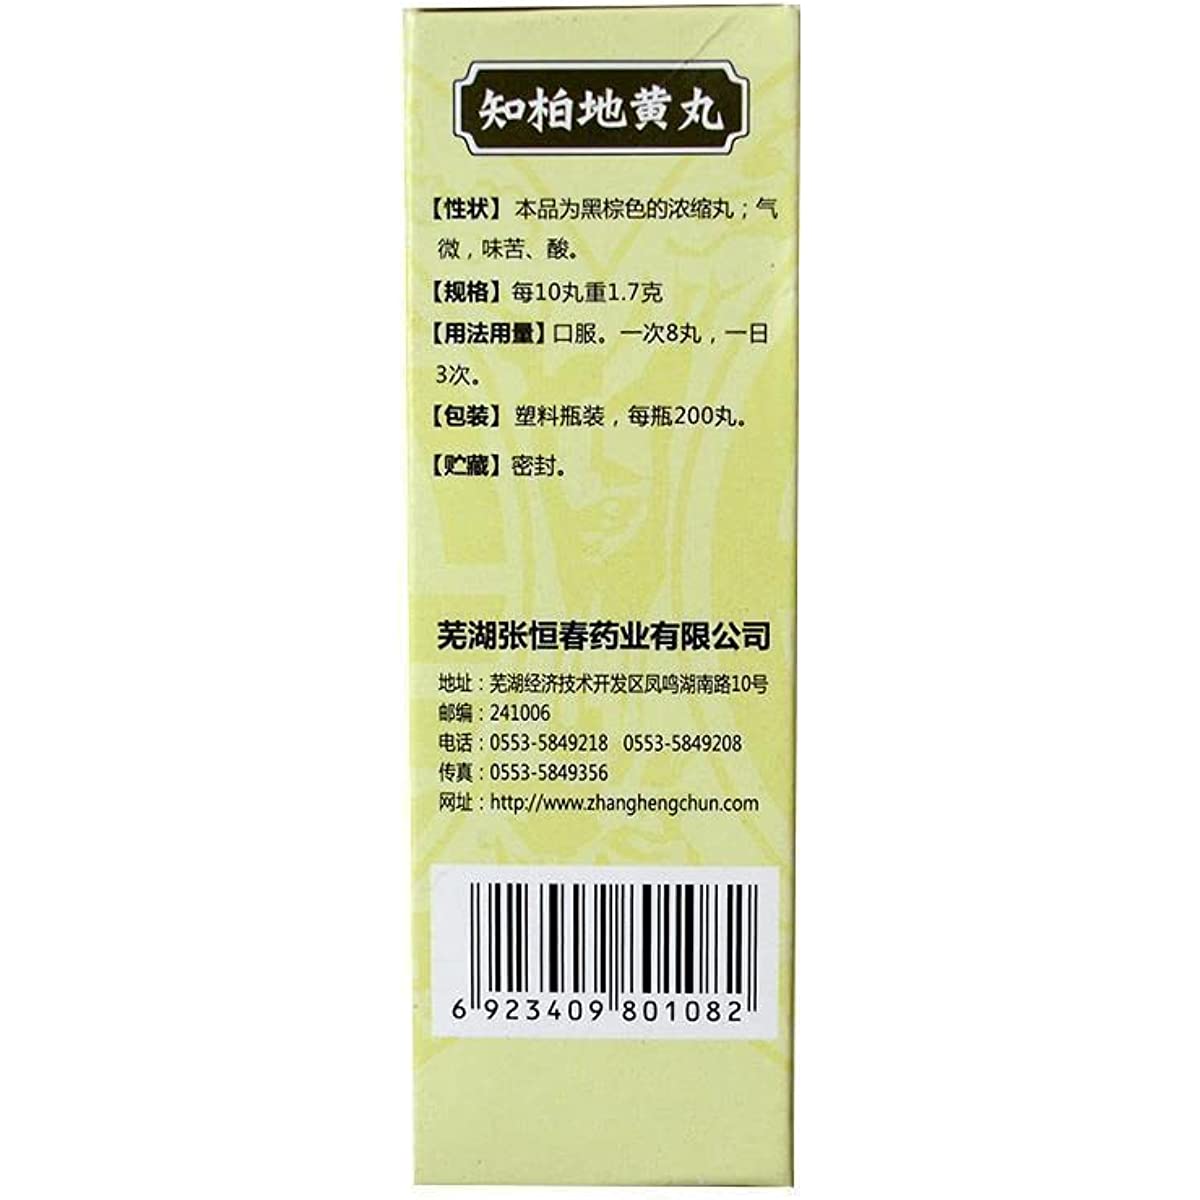 知柏地黄丸
【性状】本品为黑棕色的浓缩丸；气
微，味苦、酸。
【规格】每10丸重1.7克
【用法用量】口服。一次8丸，一日
3次。
【包装】塑料瓶装，每瓶200丸。
【贮藏】密封。
芜湖张恒春药业有限公司
地址：芜湖经济技术开发区凤鸣湖南路10号
邮编：241006
电话：0553-5849218 0553-5849208
传真：0553-5849356
网址：http://www.zhanghengchun.com
6 923409 801082